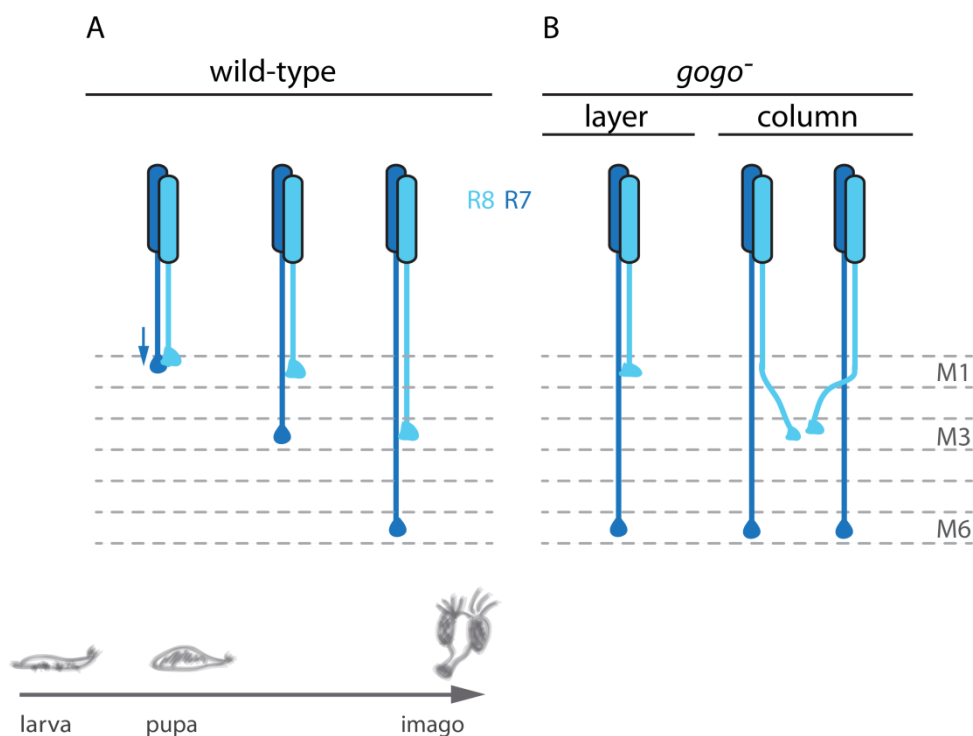 A
wild-type
B
gogo-
layer
column
R8 R7
M1
M3
M6
larva
pupa
imago